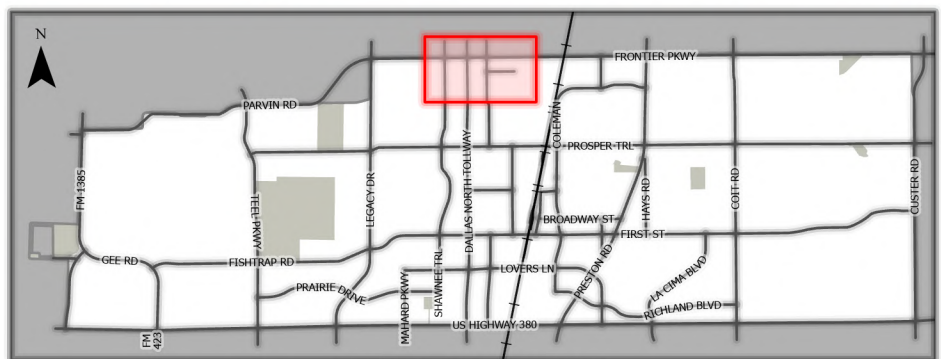 N
FRONTIER PKWY
PARVIN RD
COLEMAN
PROSPER TRL
FM 1385
TEEL PKWY
LEGACY DR
SHAWNEE TRL
DALLAS NORTH TOLLWAY
HAYS RD
COIT RD
CUSTER RD
BROADWAY ST
FIRST ST
GEE RD
FISHTRAP RD
LOVERS LN
PRESTON RD
LA CIMA BLVD
PRAIRIE DRIVE
MAHARD PKWY
RICHLAND BLVD
US HIGHWAY 380
FM
423